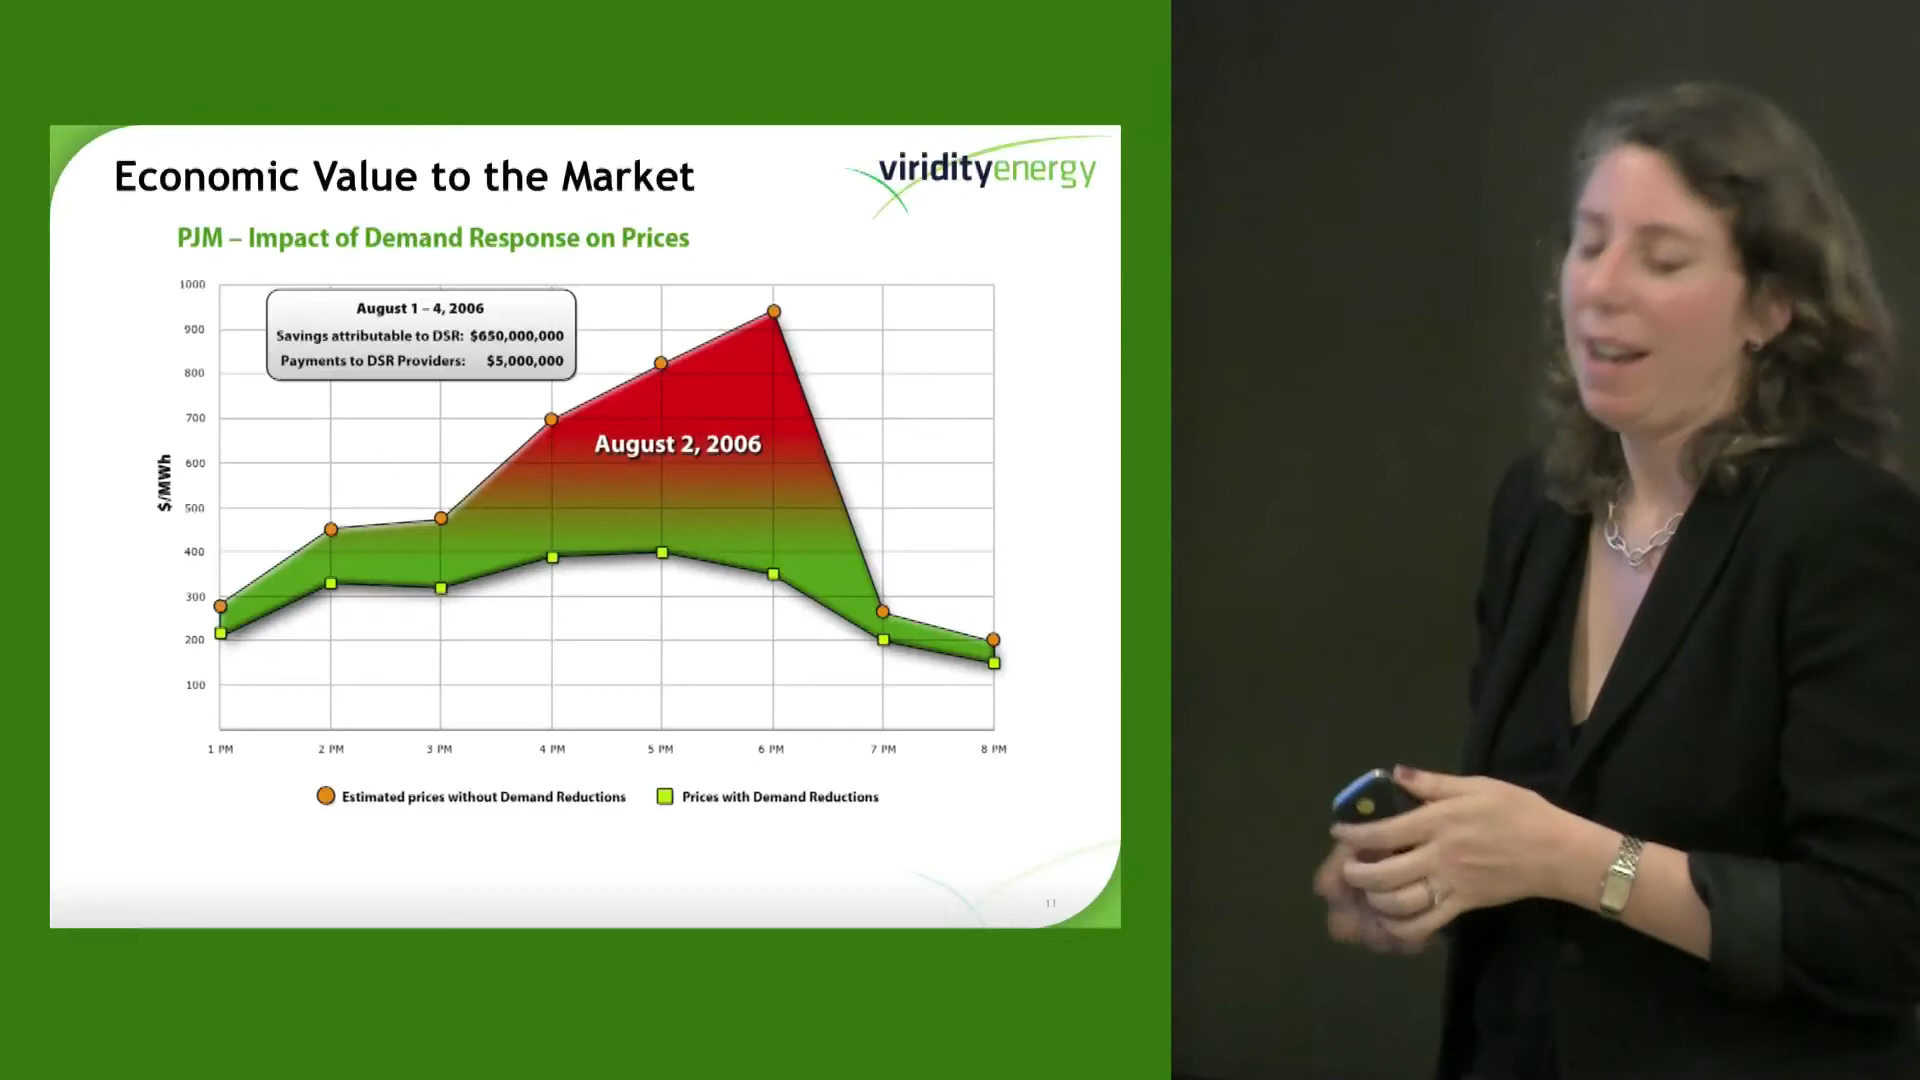 Economic Value to the Market
viridityenergy
PJM – Impact of Demand Response on Prices
1000
900
800
700
600
500
400
300
200
100
$/MWh
August 1 – 4, 2006
Savings attributable to DSR: $650,000,000
Payments to DSR Providers: $5,000,000
August 2, 2006
1 PM 2 PM 3 PM 4 PM 5 PM 6 PM 7 PM 8 PM
Estimated prices without Demand Reductions Prices with Demand Reductions
11